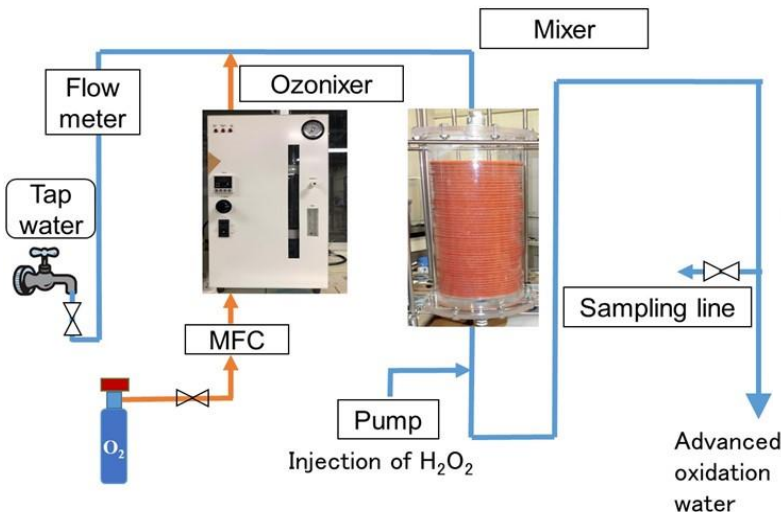 Mixer
Flow
meter
Ozonixer
Tap
water
MFC
Sampling line
O₂
Pump
Injection of H₂O₂
Advanced
oxidation
water